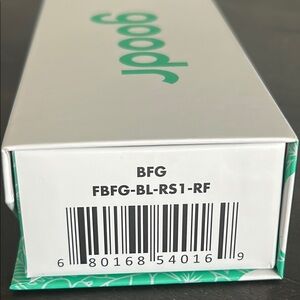 goodr
BFG
FBFG-BL-RS1-RF
6 80168 54016 9